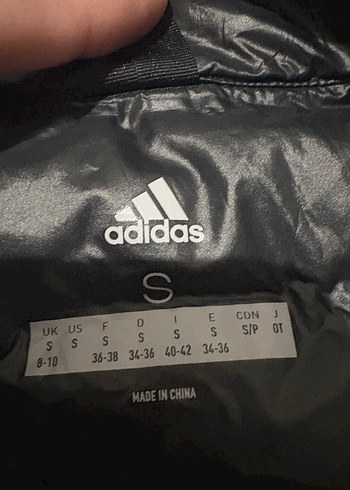 adidas
S
UK US F D I E CDN J
S S S S S S S/P OT
8-10 36-38 34-36 40-42 34-36
MADE IN CHINA